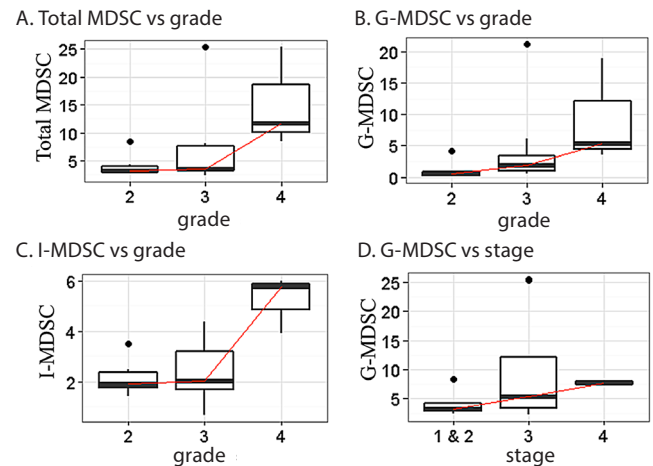 A. Total MDSC vs grade
Total MDSC
25
20
15
10
5
2
3
4
grade
B. G-MDSC vs grade
G-MDSC
20
15
10
5
0
2
3
4
grade
C. I-MDSC vs grade
I-MDSC
6
4
2
2
3
4
grade
D. G-MDSC vs stage
G-MDSC
25
20
15
10
5
1 & 2
3
4
stage